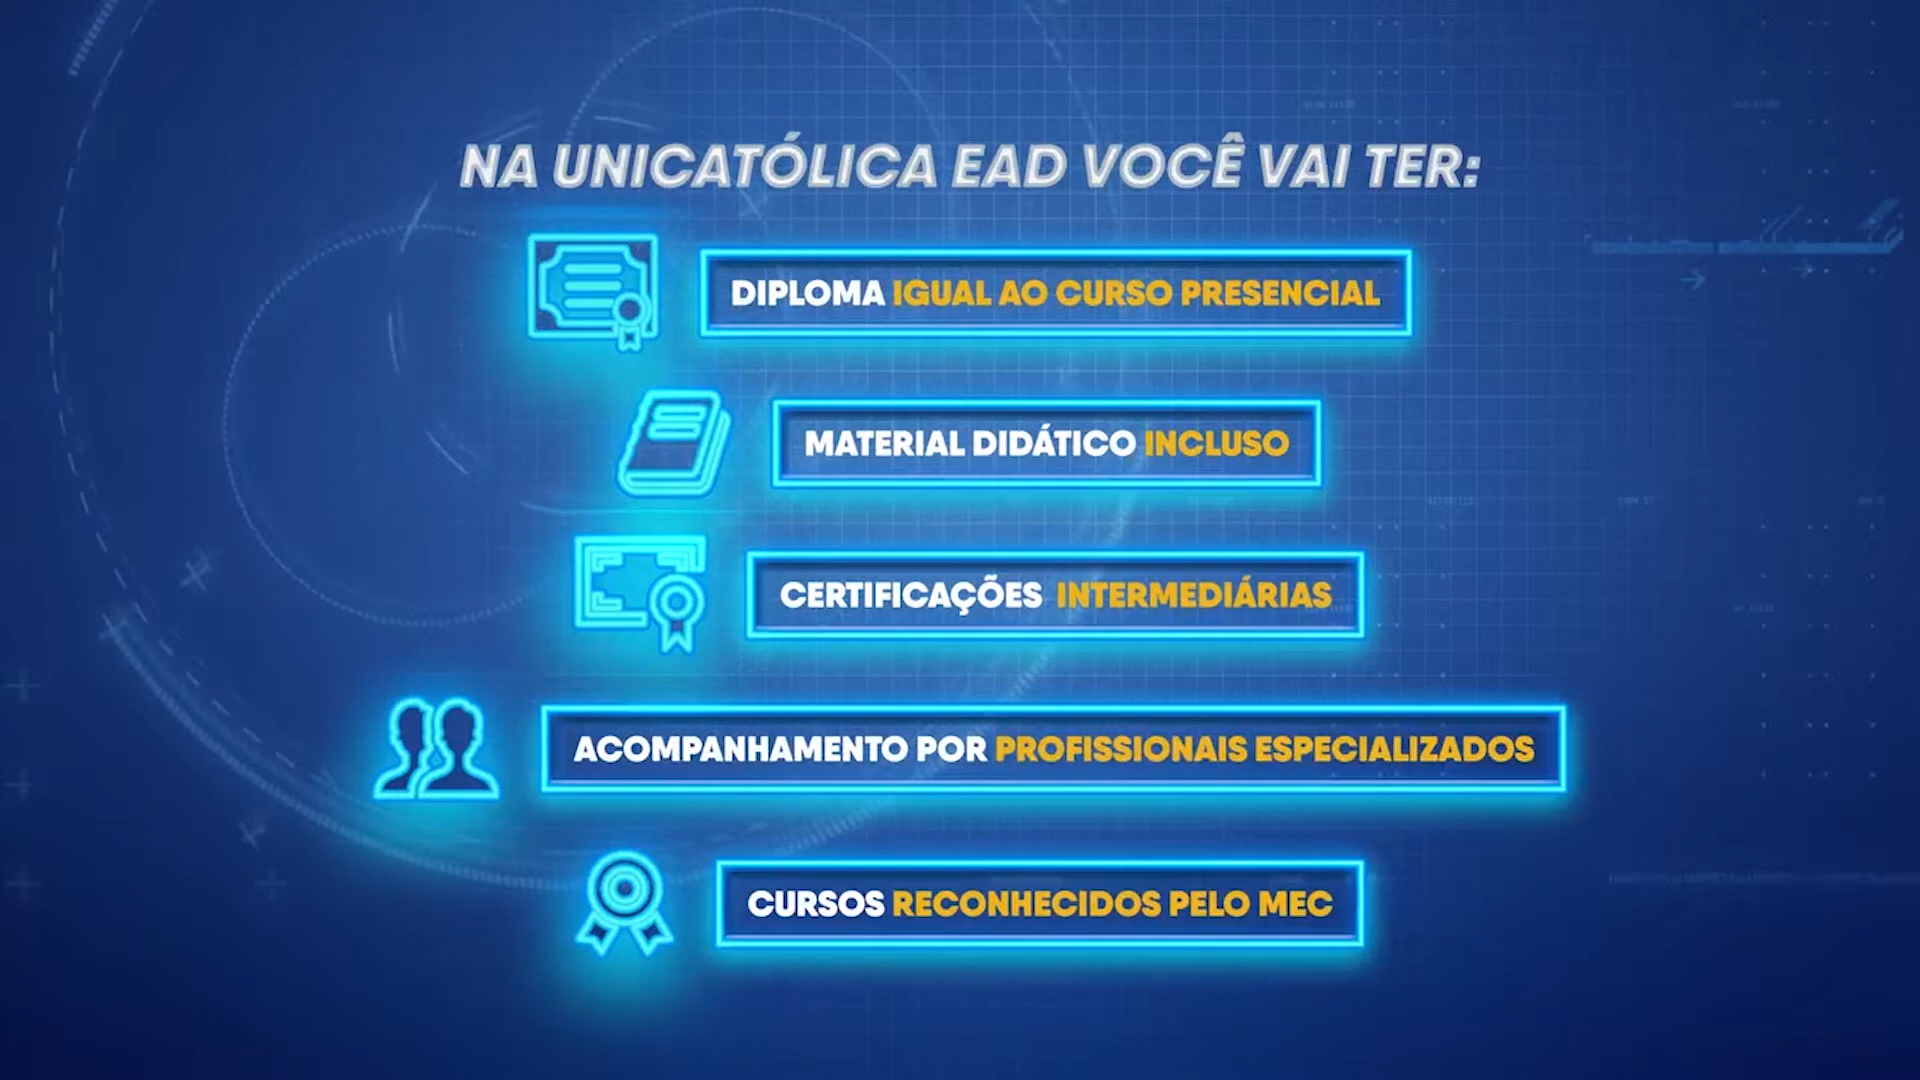 NA UNICATÓLICA EAD VOCÊ VAI TER:
DIPLOMA IGUAL AO CURSO PRESENCIAL
MATERIAL DIDÁTICO INCLUSO
CERTIFICAÇÕES INTERMEDIÁRIAS
ACOMPANHAMENTO POR PROFISSIONAIS ESPECIALIZADOS
CURSOS RECONHECIDOS PELO MEC